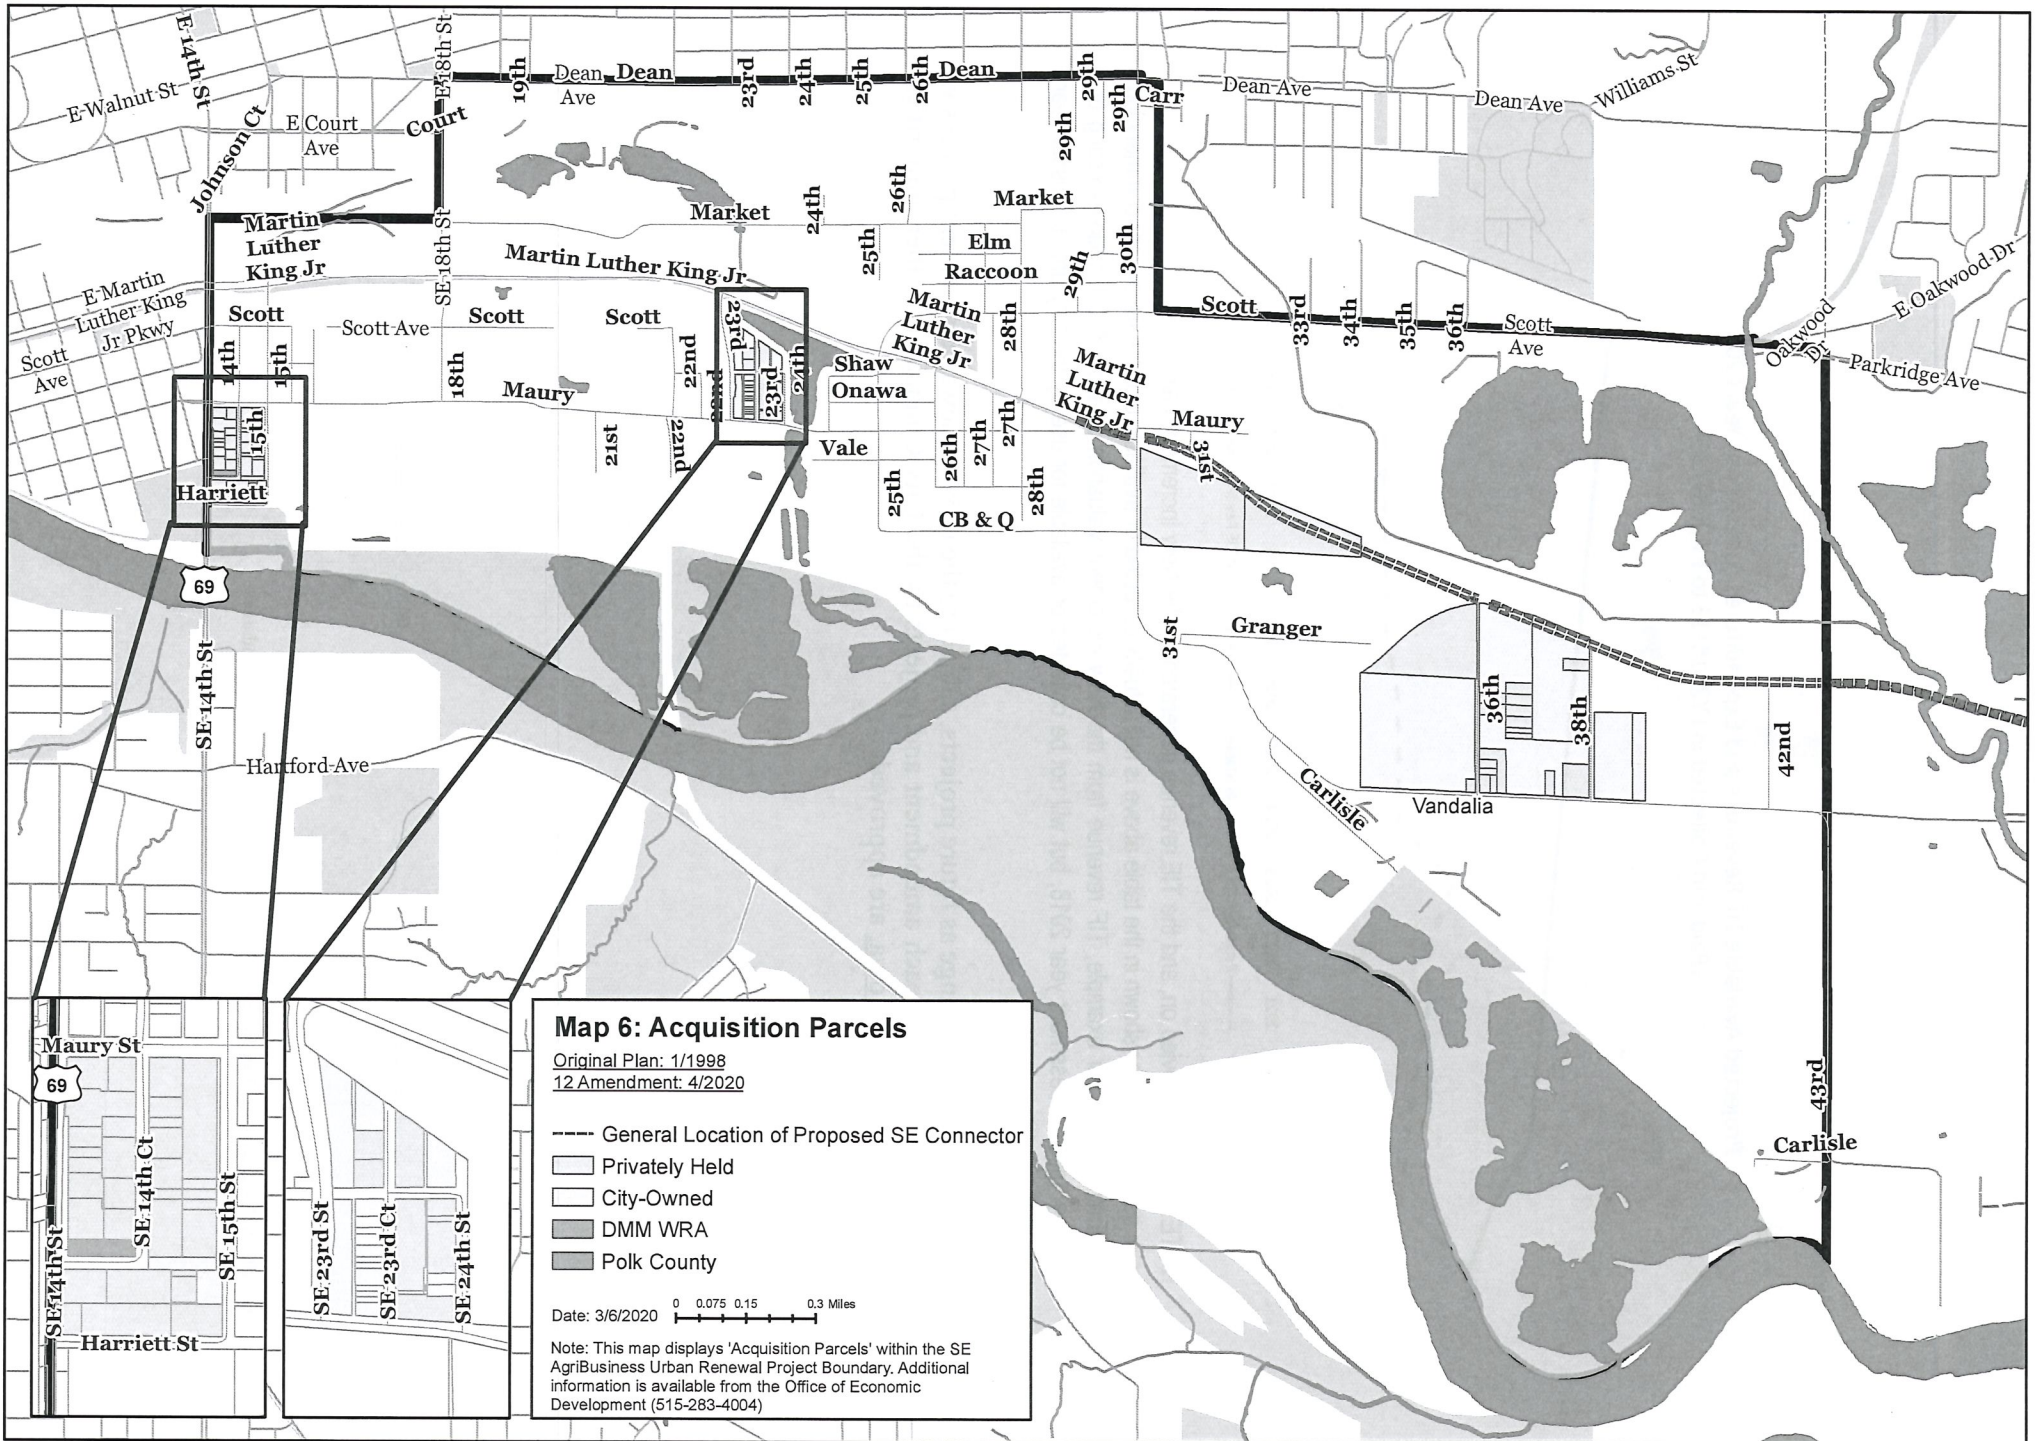 E 14th St
E 18th St
E Walnut St
Johnson Ct
E Court
Ave
Court
19th
Dean
Ave
Dean
23rd
24th
25th
26th
Dean
29th
29th
29th
Carr
Dean Ave
Dean Ave
Williams St
Martin
Luther
King Jr
SE 18th St
Market
24th
26th
Market
25th
Elm
Raccoon
29th
30th
E Martin
Luther King
Jr Pkwy
Martin Luther King Jr
Scott
Ave
Scott
Scott Ave
Scott
Scott
14th
15th
18th
22nd
23rd
22nd
23rd
24th
Martin
Luther
King Jr
28th
Shaw
Onawa
Martin
Luther
King Jr
Scott
33rd
34th
35th
36th
Scott
Ave
Oakwood
Dr
E Oakwood Dr
Parkridge Ave
Maury
Maury
31st
15th
Harriett
21st
22nd
Vale
25th
26th
27th
27th
28th
CB & Q
69
SE 14th St
Hartford Ave
31st
Granger
36th
38th
42nd
Vandalia
Carlisle
43rd
Carlisle
Maury St
69
SE 14th St
SE 14th Ct
SE 15th St
Harriett St
SE 23rd St
SE 23rd Ct
SE 24th St
Map 6: Acquisition Parcels
Original Plan: 1/1998
12 Amendment: 4/2020
General Location of Proposed SE Connector
Privately Held
City-Owned
DMM WRA
Polk County
Date: 3/6/2020
0 0.075 0.15 0.3 Miles
Note: This map displays 'Acquisition Parcels' within the SE
AgriBusiness Urban Renewal Project Boundary. Additional
information is available from the Office of Economic
Development (515-283-4004)